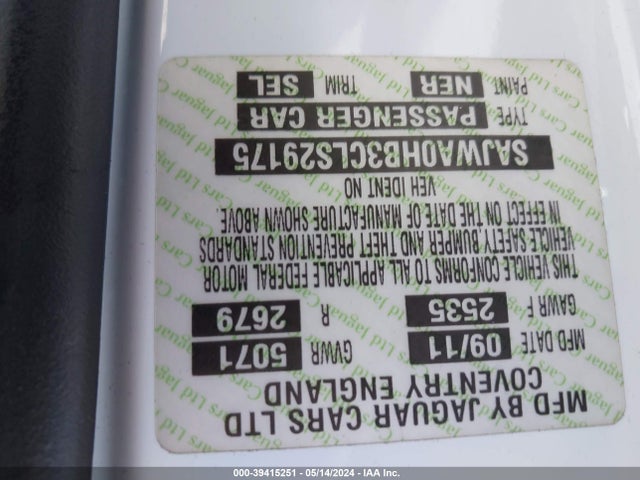 MFD BY JAGUAR CARS LTD
COVENTRY ENGLAND
MFD DATE 09/11 GVWR 5071
GAWR F 2535 R 2679
THIS VEHICLE CONFORMS TO ALL APPLICABLE FEDERAL MOTOR
VEHICLE SAFETY, BUMPER AND THEFT PREVENTION STANDARDS
IN EFFECT ON THE DATE OF MANUFACTURE SHOWN ABOVE.
VEH IDENT NO
SAJWA0HB3CLS29175
TYPE PASSENGER CAR
PAINT NER TRIM SEL
000-39415251 - 05/14/2024 - IAA Inc.